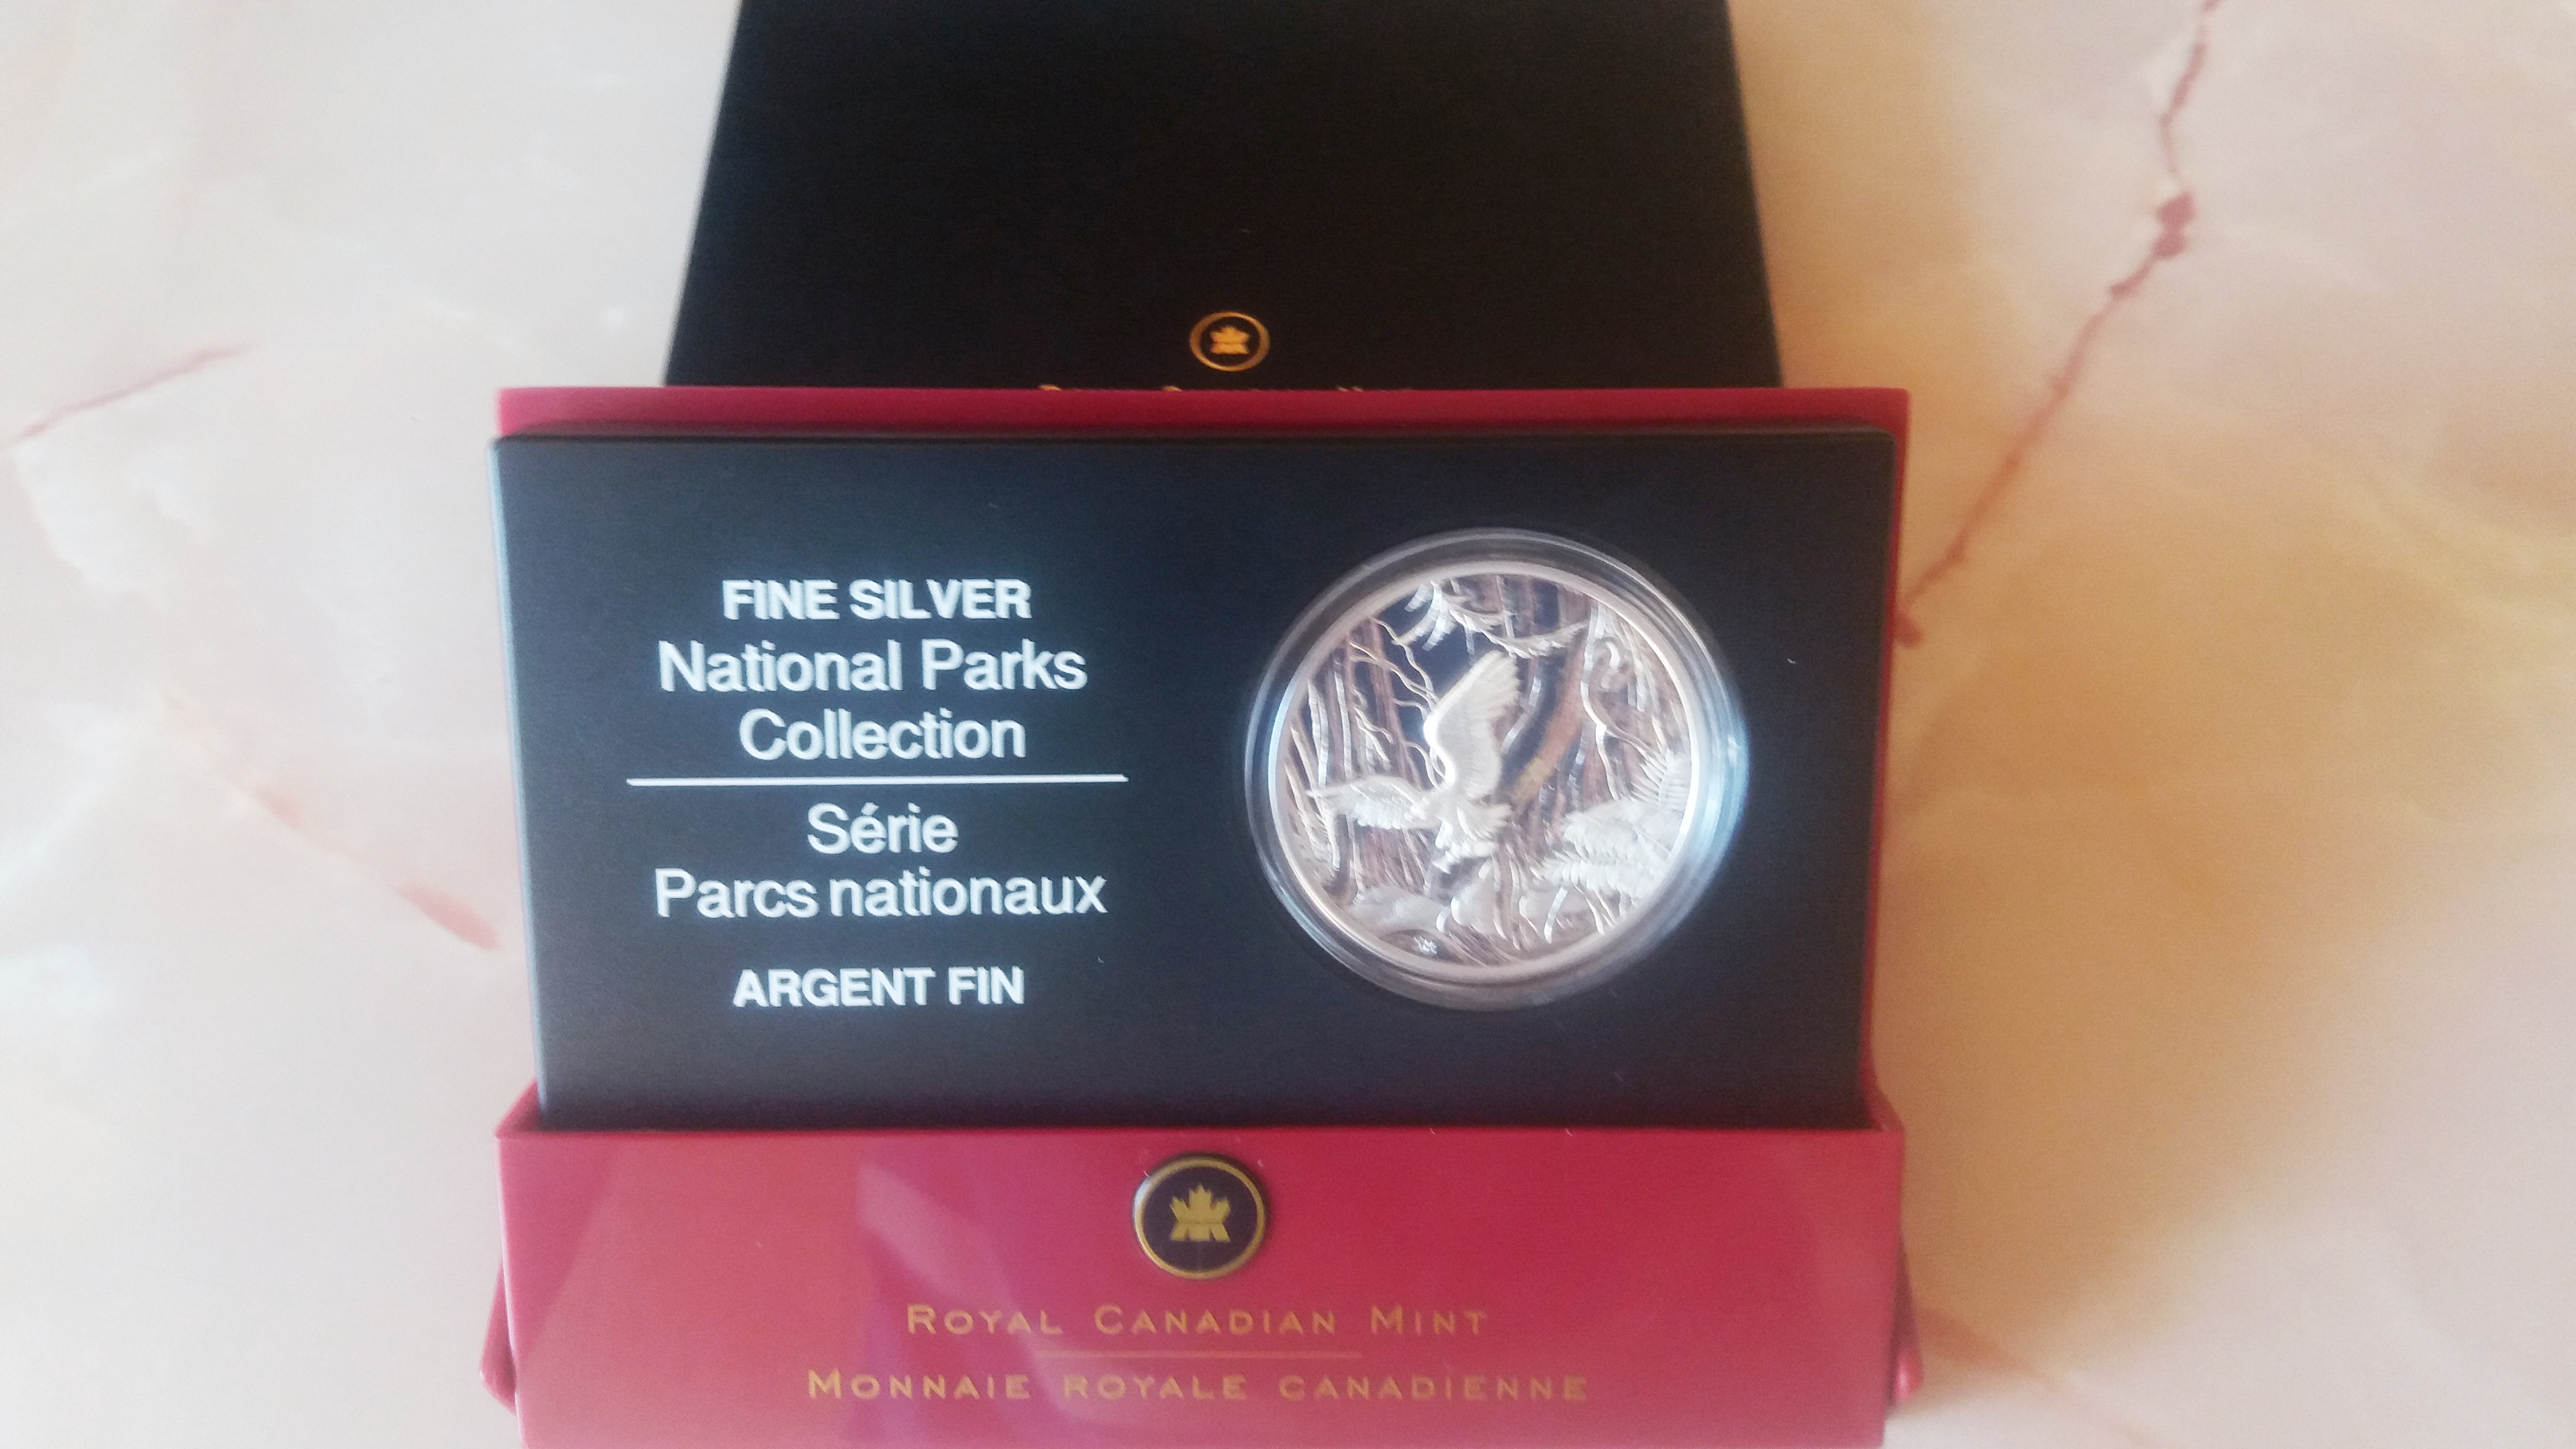 FINE SILVER
National Parks
Collection
Série
Parcs nationaux
ARGENT FIN
ROYAL CANADIAN MINT
MONNAIE ROYALE CANADIENNE